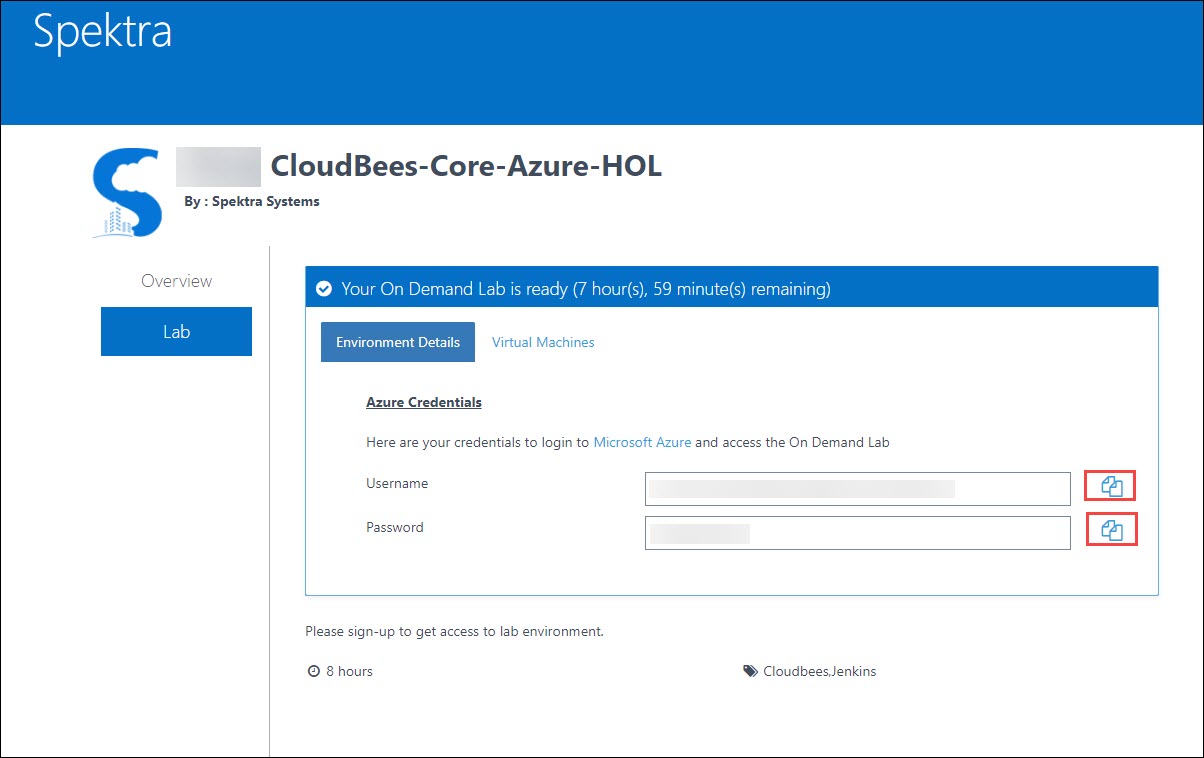 Spektra
CloudBees-Core-Azure-HOL
By : Spektra Systems
Overview
Lab
Your On Demand Lab is ready (7 hour(s), 59 minute(s) remaining)
Environment Details
Virtual Machines
Azure Credentials
Here are your credentials to login to Microsoft Azure and access the On Demand Lab
Username
Password
Please sign-up to get access to lab environment.
8 hours
Cloudbees,Jenkins